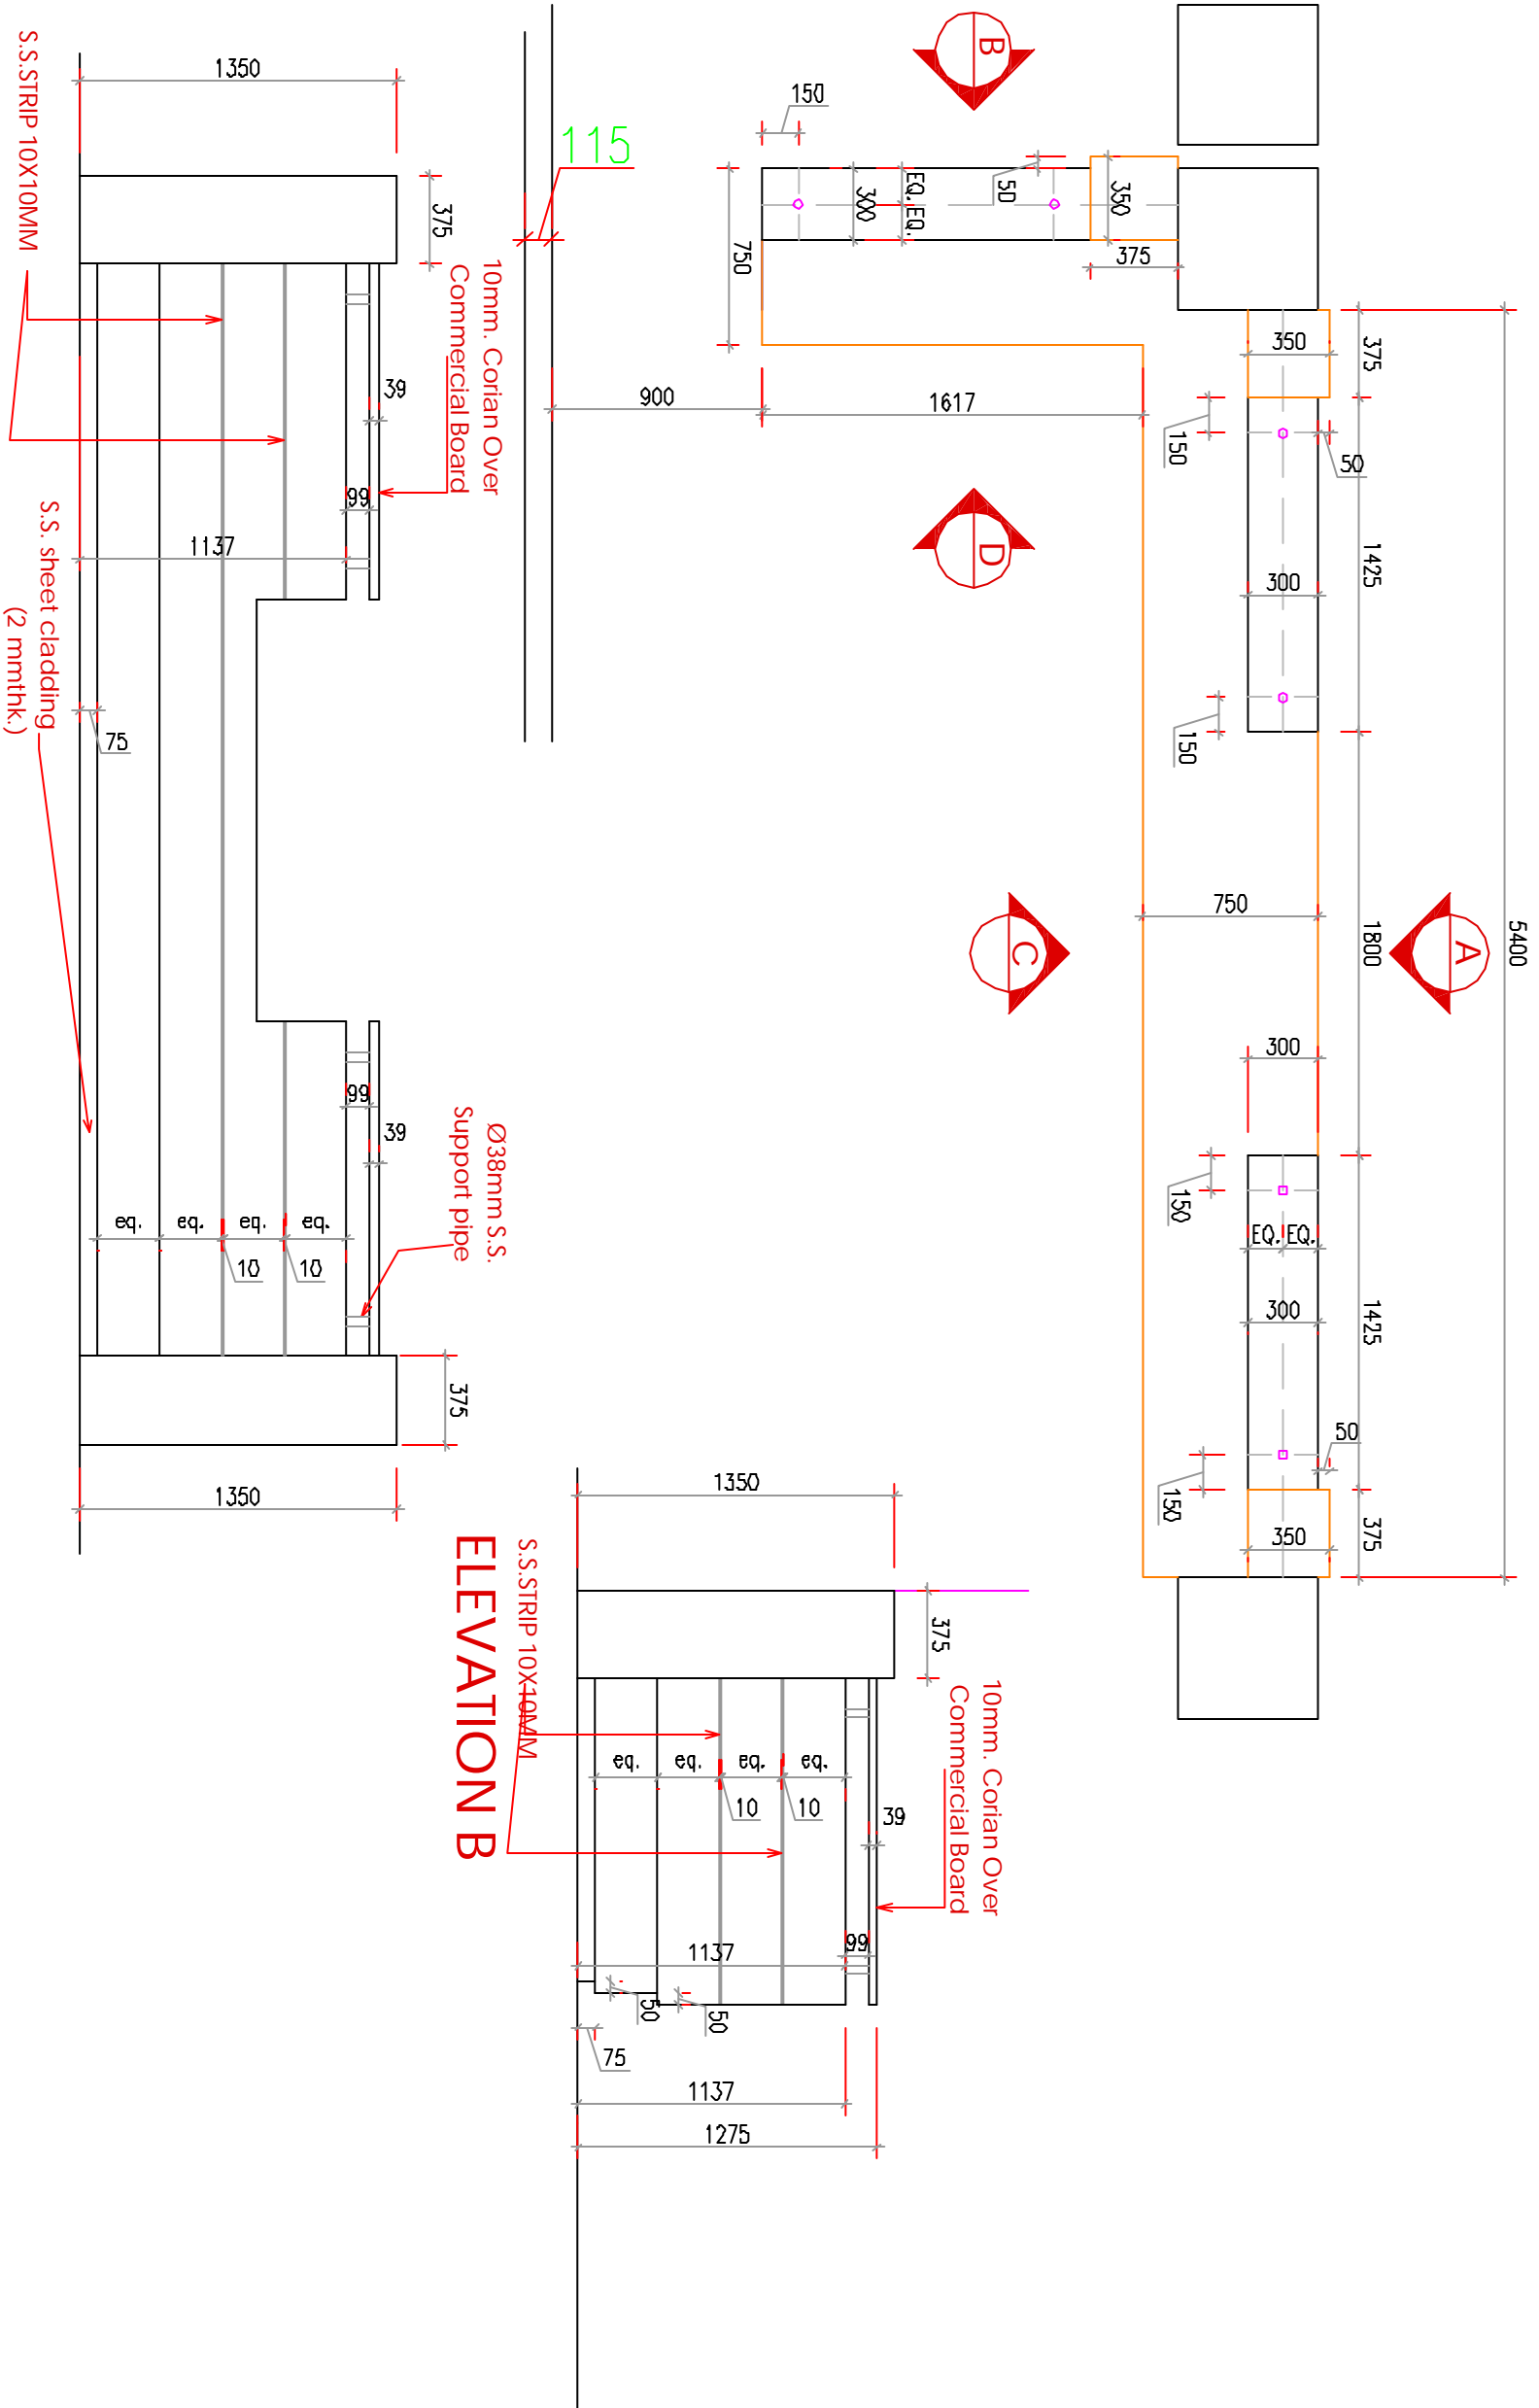 5400
375
1425
1800
1425
375
A
350
150
50
300
150
750
300
150
EQ. EQ.
300
50
150
350
B
150
50
350
EQ. EQ.
300
375
750
115
900
1617
D
C
1350
375
10mm. Corian Over
Commercial Board
39
99
1137
75
S.S.STRIP 10X10MM
S.S. sheet cladding
(2 mmthk.)
99
39
Ø38mm S.S.
Support pipe
eq. eq. eq. eq.
10 10
375
1350
1350
375
10mm. Corian Over
Commercial Board
39
eq. eq. eq. eq.
10 10
99
1137
50
50
75
1137
1275
S.S.STRIP 10X10MM
ELEVATION B